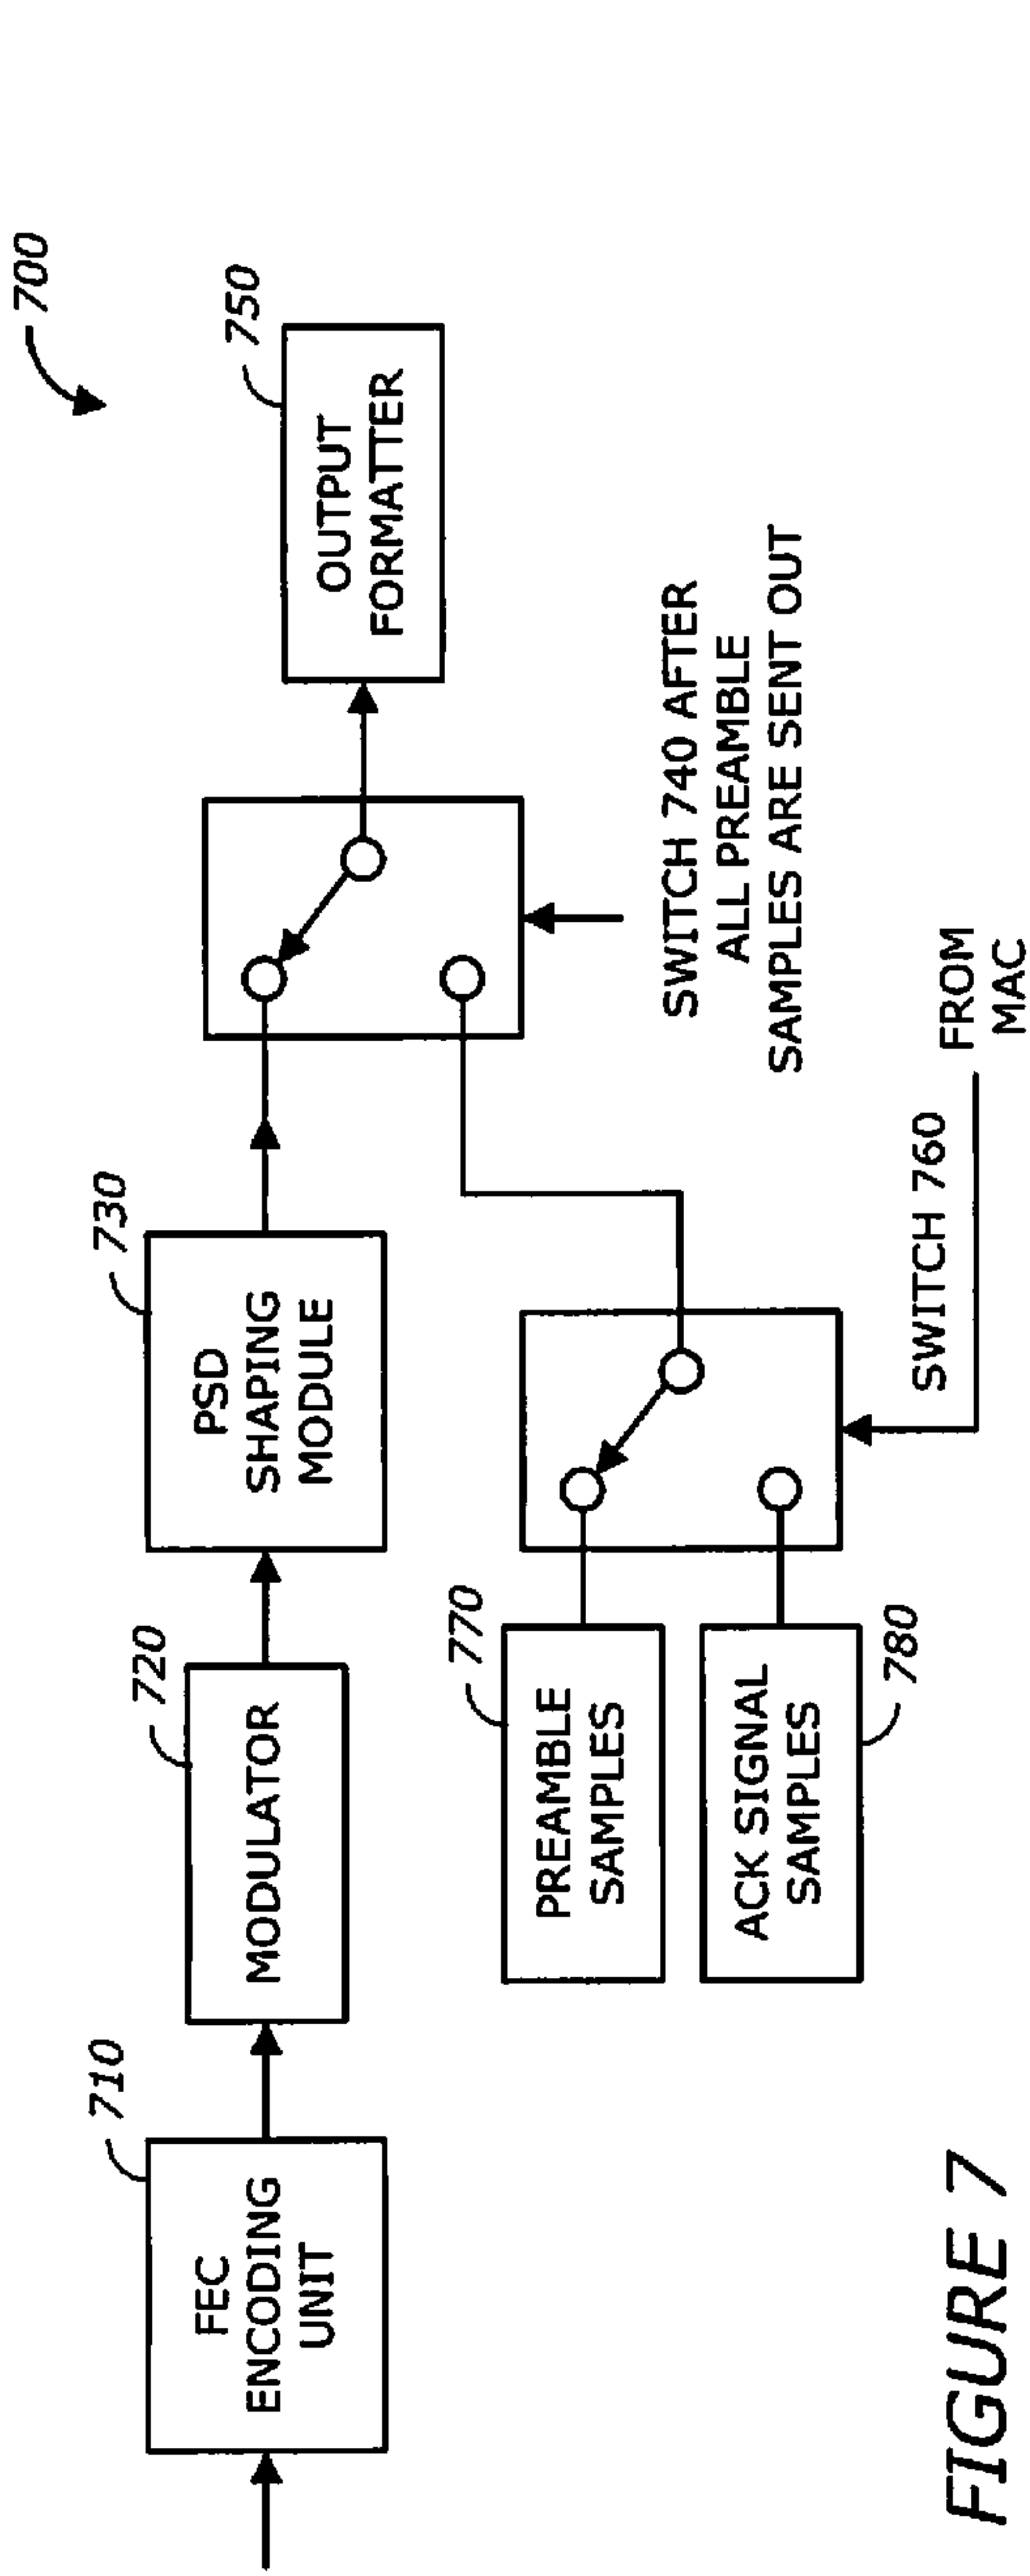 700
710
FEC
ENCODING
UNIT
720
MODULATOR
730
PSD
SHAPING
MODULE
750
OUTPUT
FORMATTER
SWITCH 740 AFTER
ALL PREAMBLE
SAMPLES ARE SENT OUT
770
PREAMBLE
SAMPLES
ACK SIGNAL
SAMPLES
780
SWITCH 760
FROM
MAC
FIGURE 7